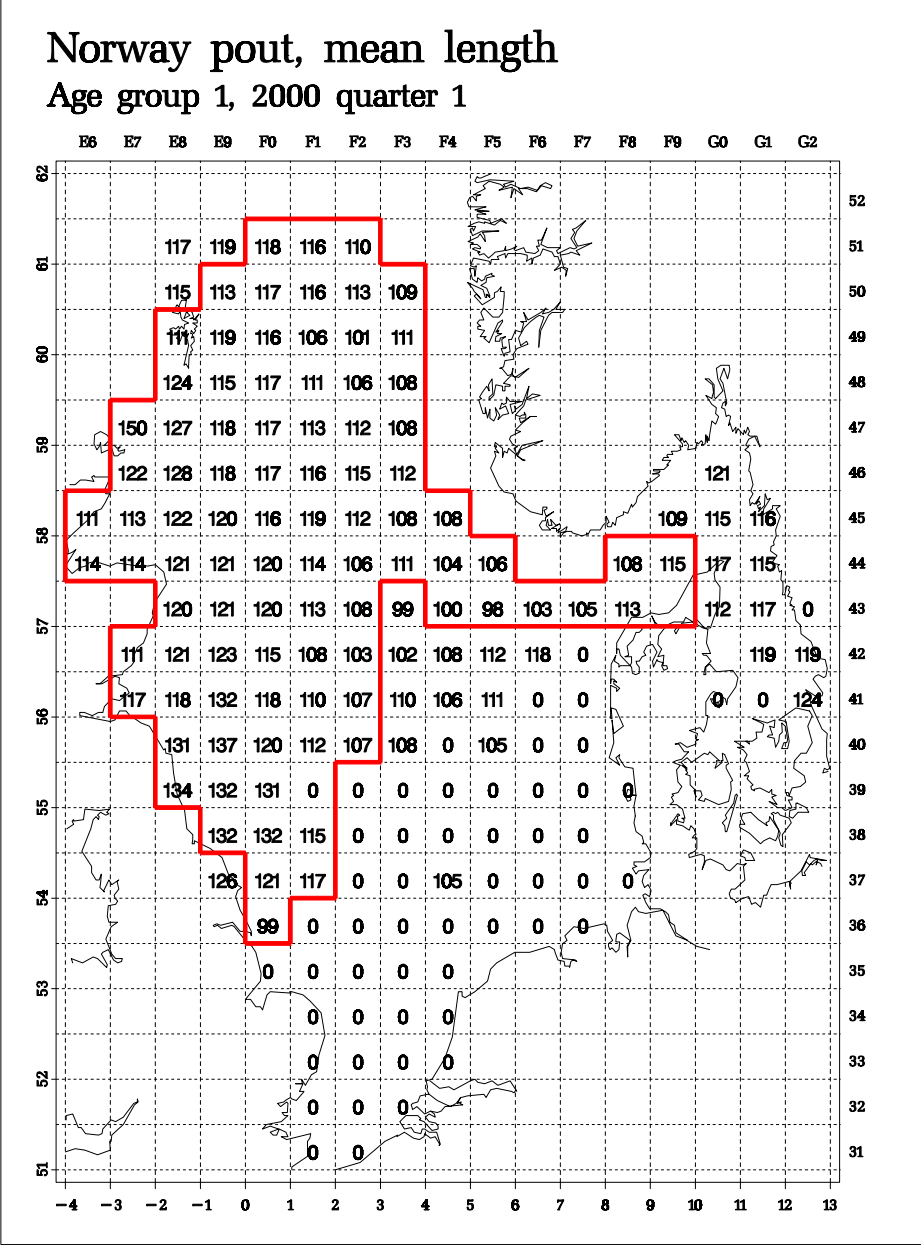 Norway pout, mean length
Age group 1, 2000 quarter 1
E6 E7 E8 E9 F0 F1 F2 F3 F4 F5 F6 F7 F8 F9 G0 G1 G2
62
52
117 119 118 116 110 51
61
115 113 117 116 113 109 50
111 119 116 106 101 111 49
60
124 115 117 111 106 108 48
150 127 118 117 113 112 108 47
59
122 128 118 117 116 115 112 121 46
111 113 122 120 116 119 112 108 108 109 115 116 45
58
114 114 121 121 120 114 106 111 104 106 108 115 117 115 44
120 121 120 113 108 99 100 98 103 105 113 112 117 0 43
57
111 121 123 115 108 103 102 108 112 118 0 119 119 42
117 118 132 118 110 107 110 106 111 0 0 0 0 124 41
56
131 137 120 112 107 108 0 105 0 0 40
134 132 131 0 0 0 0 0 0 0 0 39
55
132 132 115 0 0 0 0 0 0 38
126 121 117 0 0 105 0 0 0 0 37
54
99 0 0 0 0 0 0 0 36
0 0 0 0 0 35
53
0 0 0 0 34
0 0 0 0 33
52
0 0 0 32
0 0 31
51
−4 −3 −2 −1 0 1 2 3 4 5 6 7 8 9 10 11 12 13